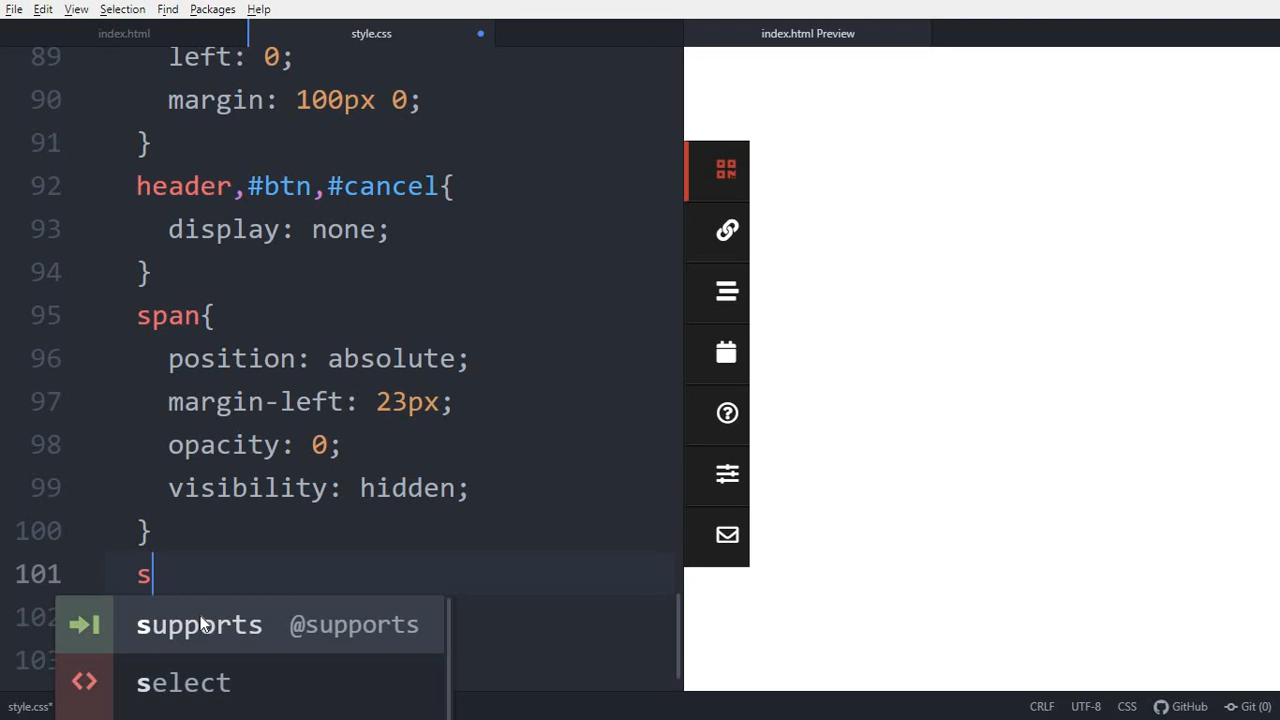 File Edit View Selection Find Packages Help
index.html style.css index.html Preview
89 left: 0;
90 margin: 100px 0;
91 }
92 header,#btn,#cancel{
93 display: none;
94 }
95 span{
96 position: absolute;
97 margin-left: 23px;
98 opacity: 0;
99 visibility: hidden;
100 }
101 s
102 supports @supports
103 select
style.css* CRLF UTF-8 CSS GitHub Git (0)